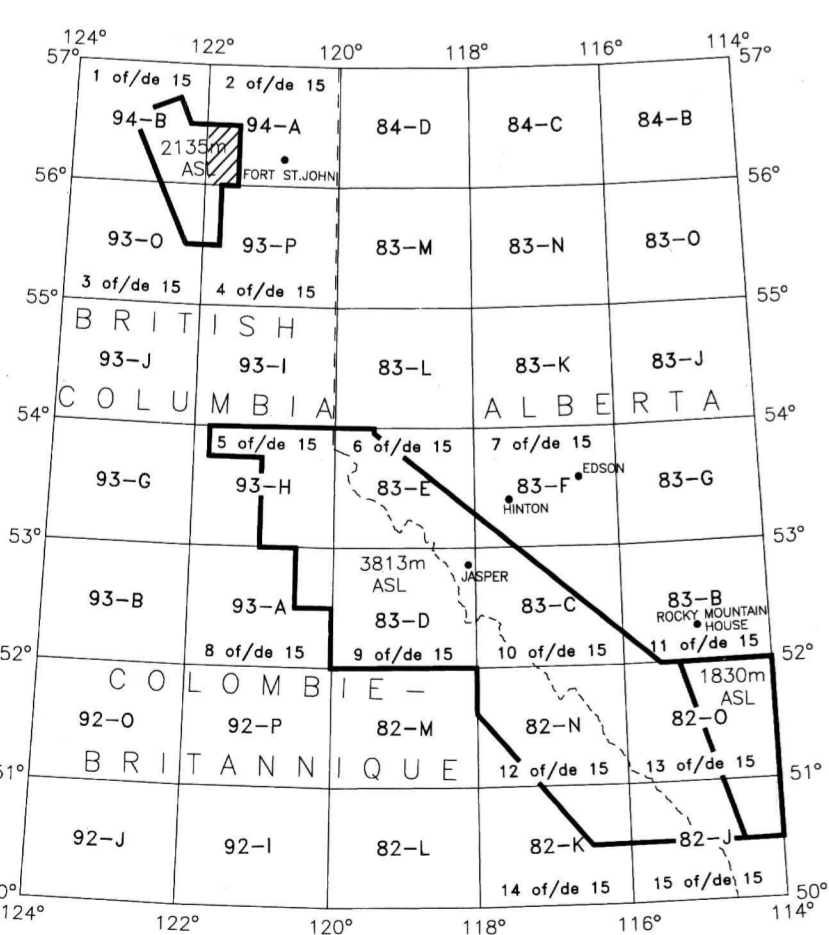 124° 122° 120° 118° 116° 114°
57° 57°
1 of/de 15 2 of/de 15
94-B 94-A 84-D 84-C 84-B
2135m
ASL
FORT ST.JOHN
56° 56°
93-O 93-P 83-M 83-N 83-O
3 of/de 15 4 of/de 15
55° 55°
BRITISH
93-J 93-I 83-L 83-K 83-J
COLUMBIA ALBERTA
54° 54°
5 of/de 15 6 of/de 15 7 of/de 15
93-G 93-H 83-E 83-F EDSON 83-G
HINTON
53° 53°
3813m
ASL JASPER
93-B 93-A 83-D 83-C 83-B
ROCKY MOUNTAIN
HOUSE
8 of/de 15 9 of/de 15 10 of/de 15 11 of/de 15
52° 52°
COLOMBIE- 1830m
ASL
92-O 92-P 82-M 82-N 82-O
BRITANNIQUE 12 of/de 15 13 of/de 15
51° 51°
92-J 92-I 82-L 82-K 82-J
14 of/de 15 15 of/de 15
50° 50°
124° 122° 120° 118° 116° 114°